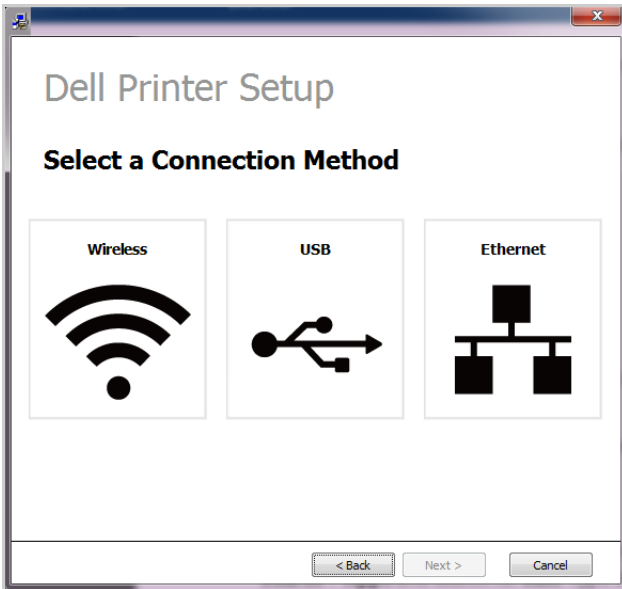 Dell Printer Setup
Select a Connection Method
Wireless USB Ethernet
< Back Next > Cancel